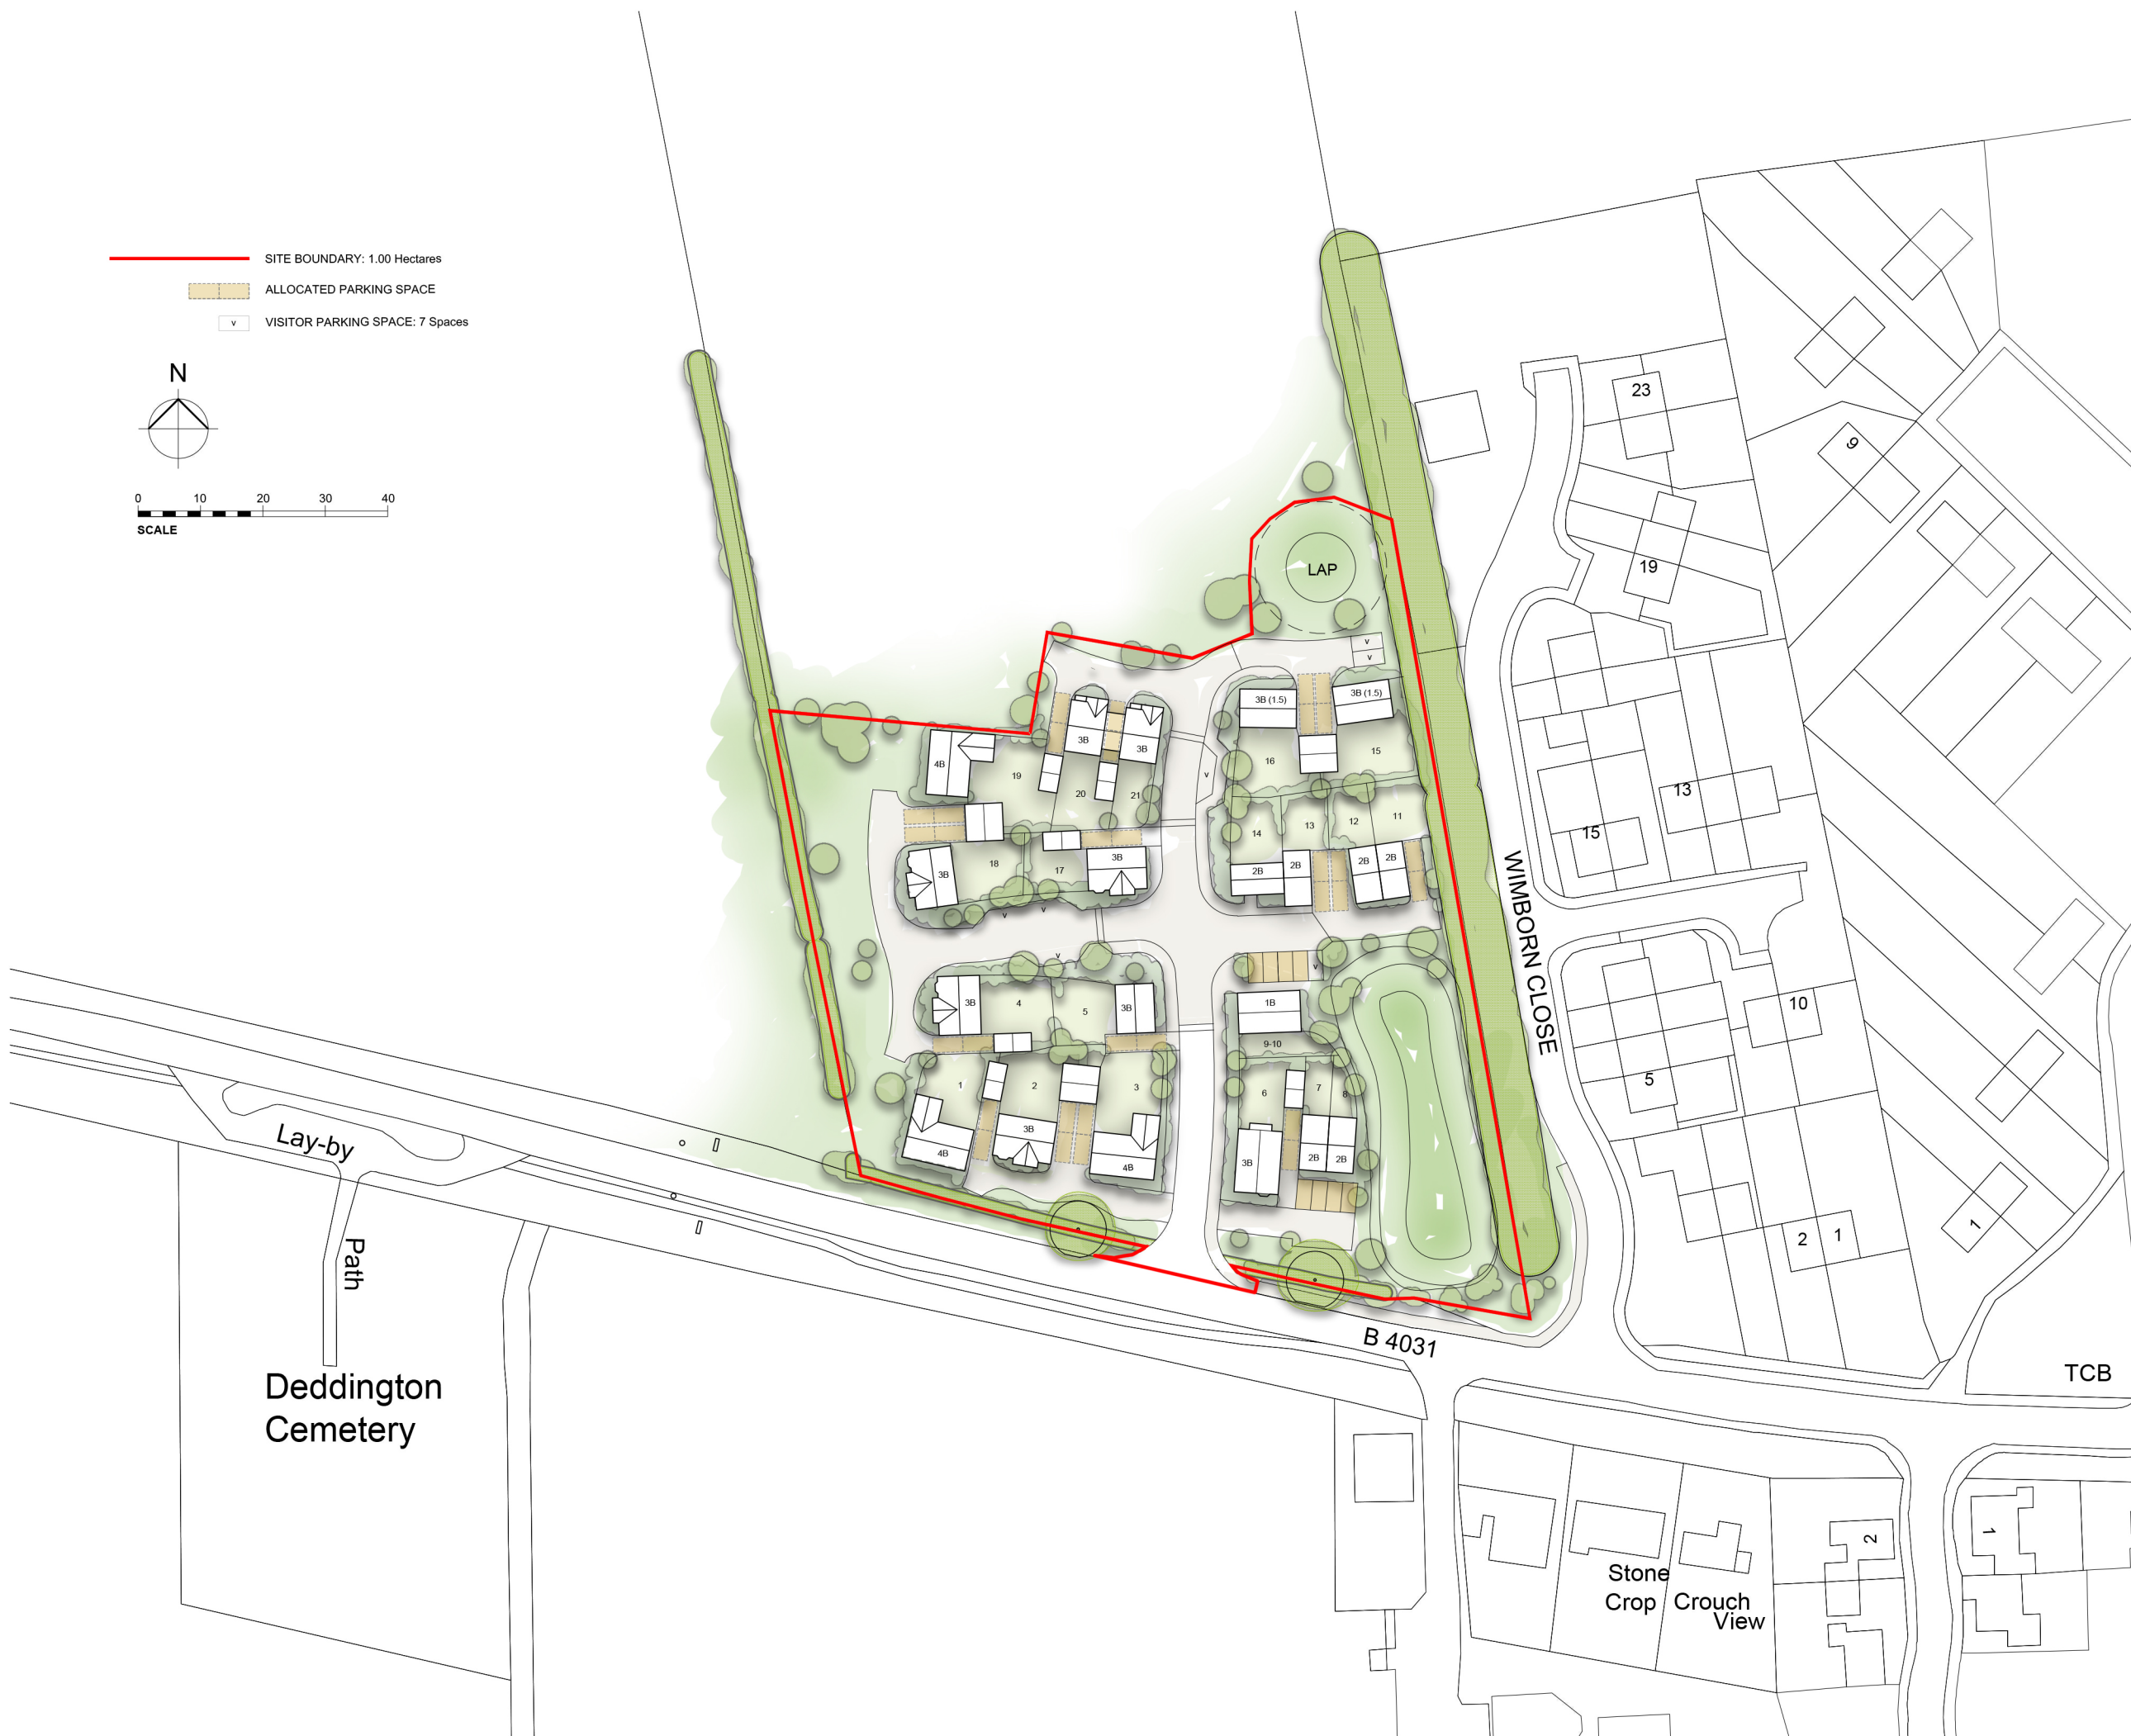 SITE BOUNDARY: 1.00 Hectares
ALLOCATED PARKING SPACE
v VISITOR PARKING SPACE: 7 Spaces
N
0 10 20 30 40
SCALE
23
9
19
LAP
v
v
3B (1.5)
3B (1.5)
3B
3B
4B
19
20
21
v
16
15
13
15
14
13
12
11
3B
18
17
3B
2B
2B
2B
2B
v
v
WIMBORN CLOSE
v
v
3B
4
5
3B
1B
9-10
10
5
1
2
3
6
7
8
3B
4B
4B
3B
2B
2B
Lay-by
Path
2
1
1
B 4031
Deddington
Cemetery
TCB
2
1
Stone
Crop
Crouch
View